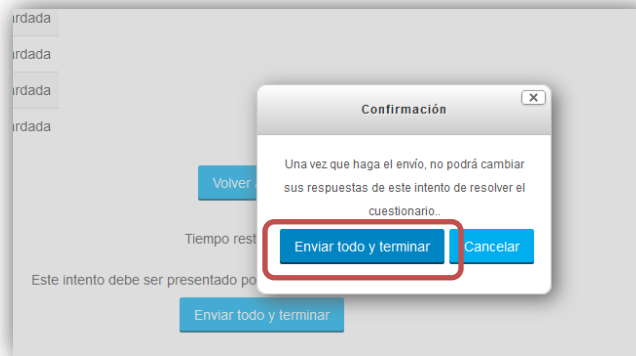 rdada
rdada
rdada
rdada
Confirmación
Una vez que haga el envío, no podrá cambiar
sus respuestas de este intento de resolver el
cuestionario..
Enviar todo y terminar Cancelar
Volver
Tiempo rest
Este intento debe ser presentado po
Enviar todo y terminar